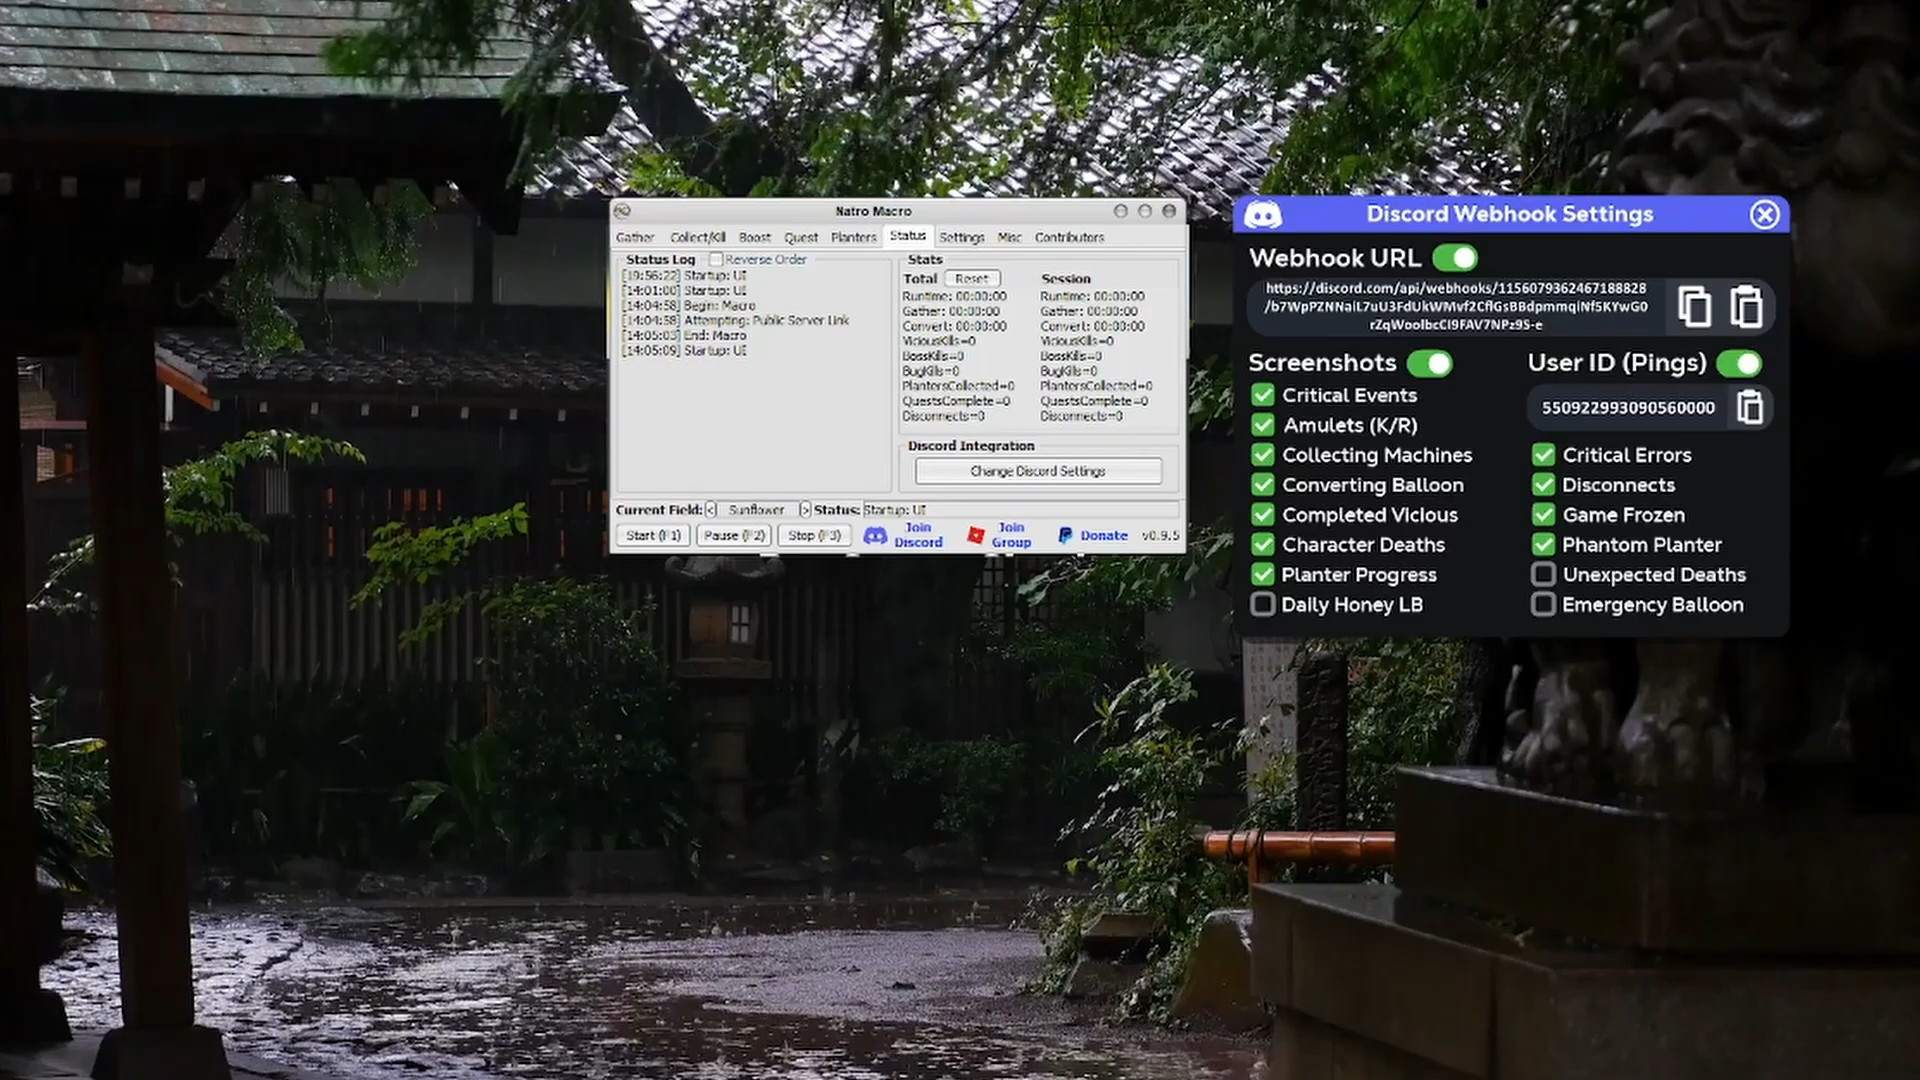 Natro Macro
Gather Collect/Kill Boost Quest Planters Status Settings Misc Contributors
Status Log Reverse Order
[19:56:22] Startup: UI
[14:01:00] Startup: UI
[14:04:58] Begin: Macro
[14:04:58] Attempting: Public Server Link
[14:05:03] End: Macro
[14:05:09] Startup: UI
Stats
Total Reset Session
Runtime: 00:00:00 Runtime: 00:00:00
Gather: 00:00:00 Gather: 00:00:00
Convert: 00:00:00 Convert: 00:00:00
ViciousKills=0 ViciousKills=0
BossKills=0 BossKills=0
BugKills=0 BugKills=0
PlantersCollected=0 PlantersCollected=0
QuestsComplete=0 QuestsComplete=0
Disconnects=0 Disconnects=0
Discord Integration
Change Discord Settings
Current Field: < Sunflower > Status: Startup: UI
Start (F1) Pause (F2) Stop (F3) Join Discord Join Group Donate v0.9.5
Discord Webhook Settings
Webhook URL
https://discord.com/api/webhooks/1156079362467188828
Screenshots
Critical Events
Amulets (K/R)
Collecting Machines
Converting Balloon
Completed Vicious
Character Deaths
Planter Progress
Daily Honey LB
User ID (Pings)
550922993090560000
Critical Errors
Disconnects
Game Frozen
Phantom Planter
Unexpected Deaths
Emergency Balloon